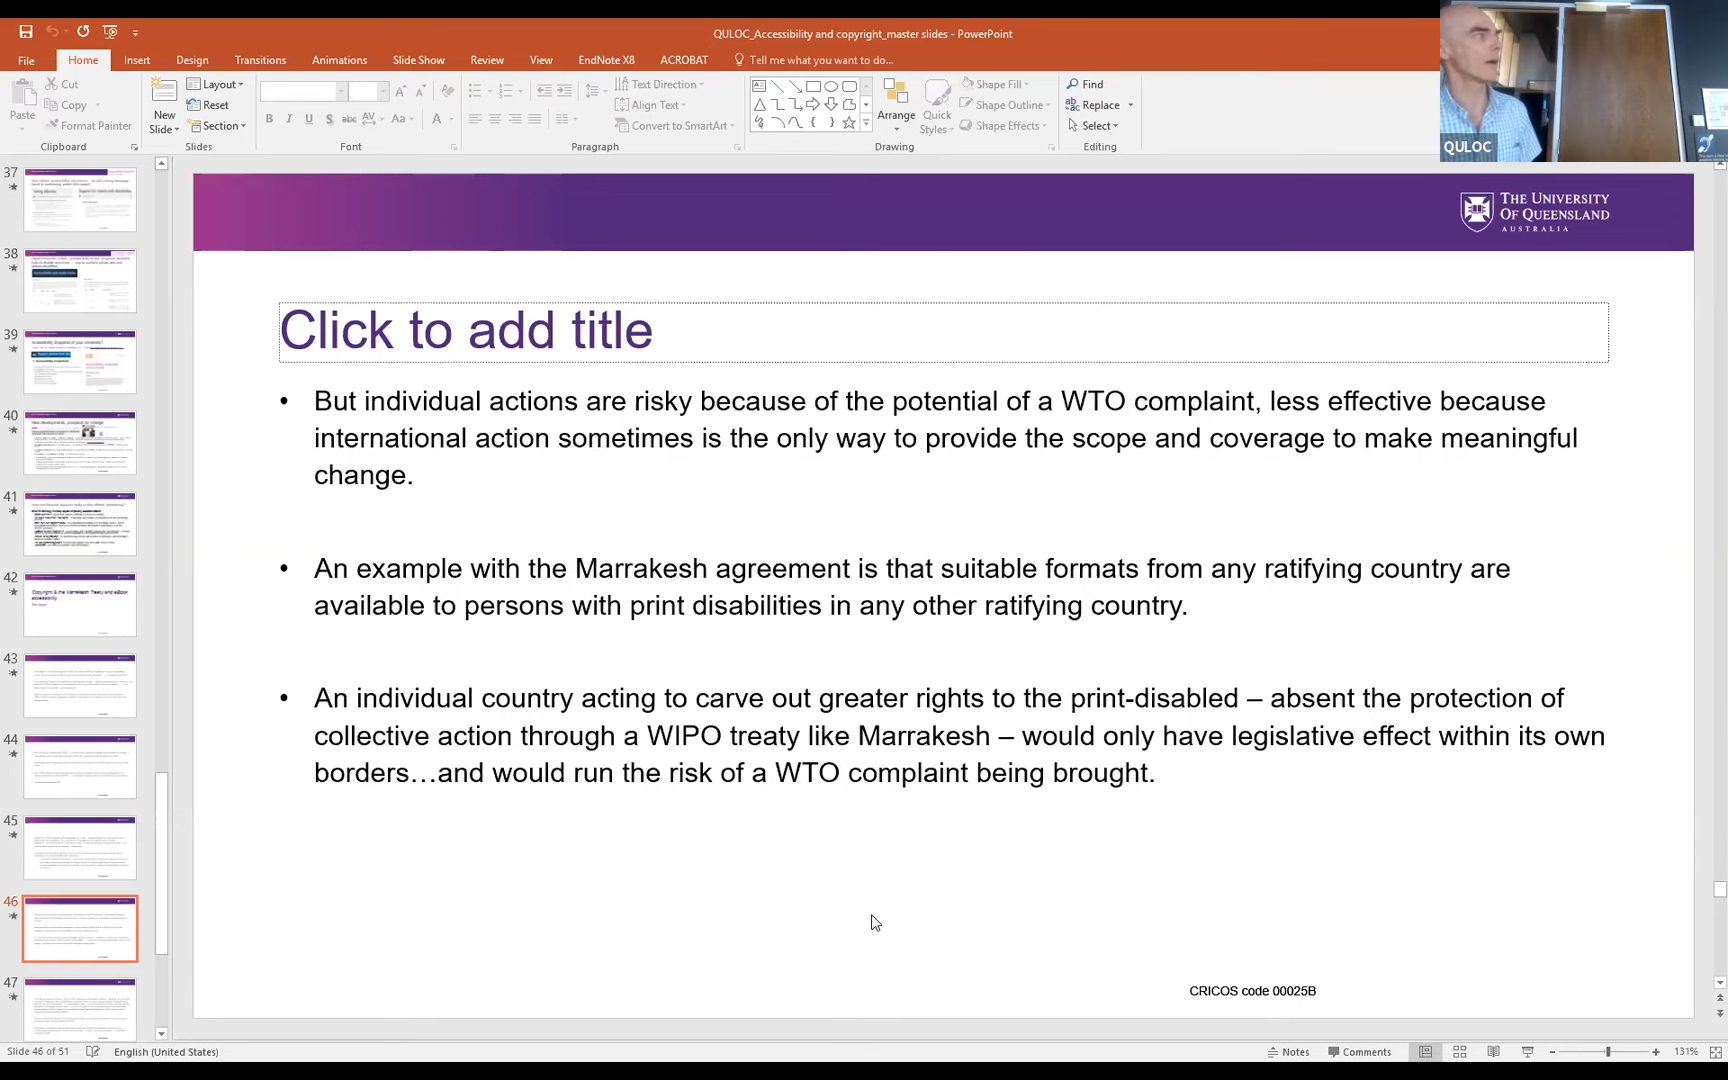 QULOC_Accessibility and copyright_master slides - PowerPoint
File Home Insert Design Transitions Animations Slide Show Review View EndNote X8 ACROBAT Tell me what you want to do...
Paste
Cut
Copy
Format Painter
Clipboard
New Slide
Layout
Reset
Section
Slides
B I U S abc AV Aa A
Font
Text Direction
Align Text
Convert to SmartArt
Paragraph
Arrange
Quick Styles
Shape Fill
Shape Outline
Shape Effects
Drawing
Find
Replace
Select
Editing
QULOC
37
38
39
40
41
42
43
44
45
46
47
THE UNIVERSITY
OF QUEENSLAND
AUSTRALIA
Click to add title
• But individual actions are risky because of the potential of a WTO complaint, less effective because
international action sometimes is the only way to provide the scope and coverage to make meaningful
change.
• An example with the Marrakesh agreement is that suitable formats from any ratifying country are
available to persons with print disabilities in any other ratifying country.
• An individual country acting to carve out greater rights to the print-disabled – absent the protection of
collective action through a WIPO treaty like Marrakesh – would only have legislative effect within its own
borders…and would run the risk of a WTO complaint being brought.
CRICOS code 00025B
Slide 46 of 51 English (United States) Notes Comments 131%